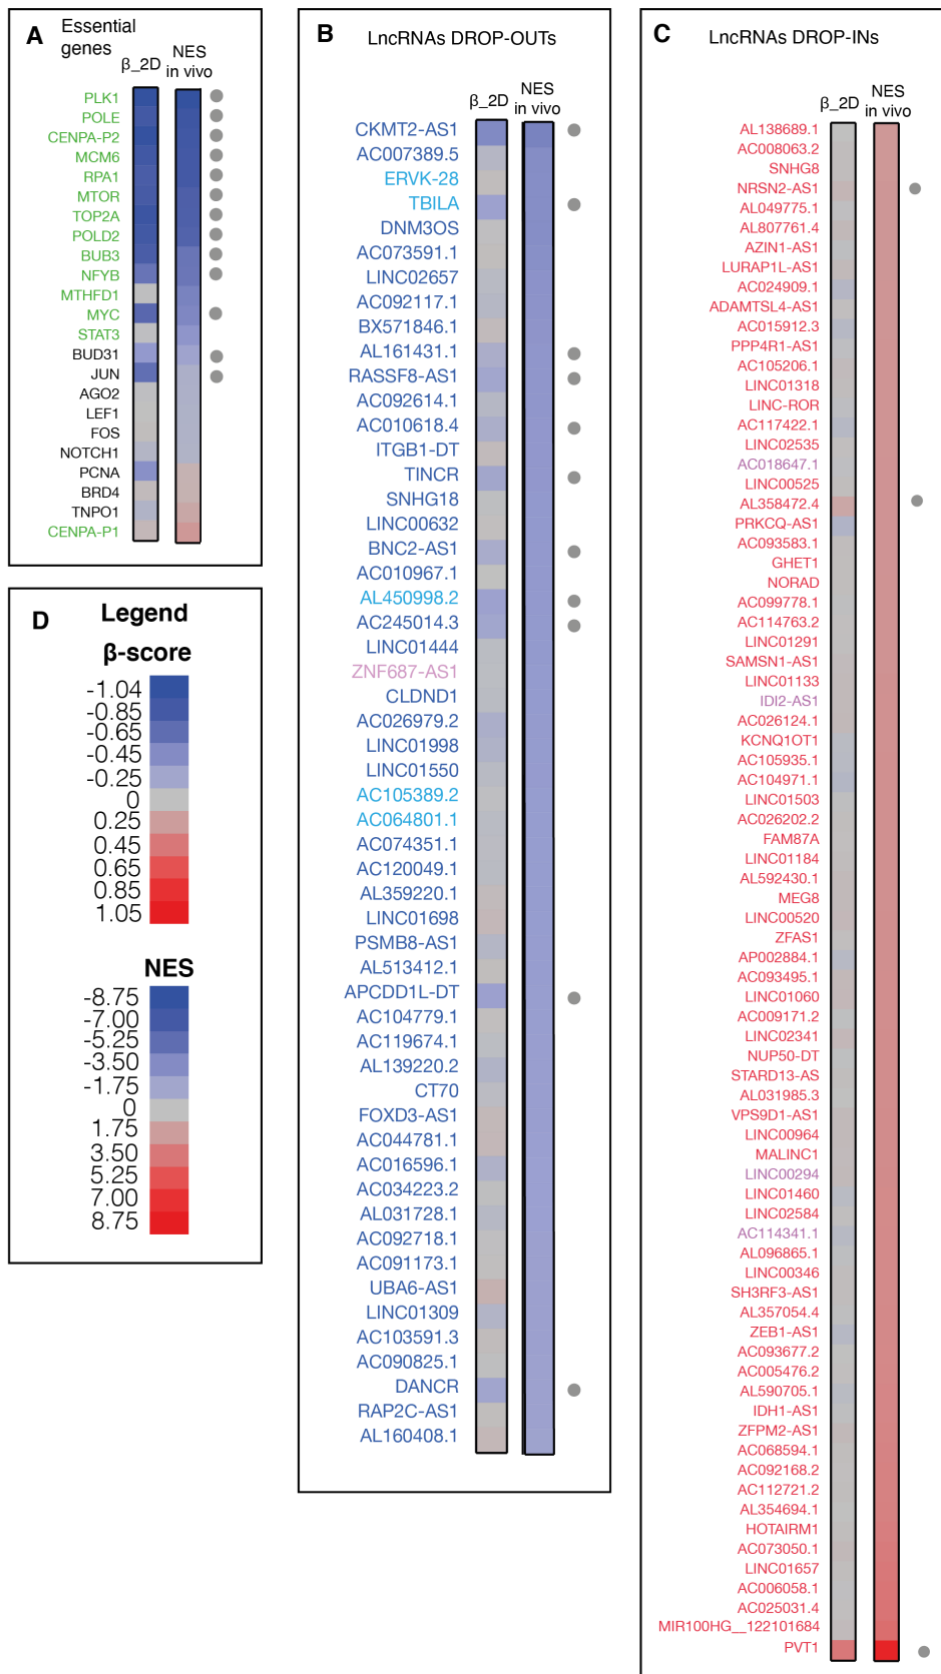 A
Essential
genes
β_2D
NES
in vivo
PLK1
POLE
CENPA-P2
MCM6
RPA1
MTOR
TOP2A
POLD2
BUB3
NFYB
MTHFD1
MYC
STAT3
BUD31
JUN
AGO2
LEF1
FOS
NOTCH1
PCNA
BRD4
TNPO1
CENPA-P1
D
Legend
β-score
-1.04
-0.85
-0.65
-0.45
-0.25
0
0.25
0.45
0.65
0.85
1.05
NES
-8.75
-7.00
-5.25
-3.50
-1.75
0
1.75
3.50
5.25
7.00
8.75
B
LncRNAs DROP-OUTs
β_2D
NES
in vivo
CKMT2-AS1
AC007389.5
ERVK-28
TBILA
DNM3OS
AC073591.1
LINC02657
AC092117.1
BX571846.1
AL161431.1
RASSF8-AS1
AC092614.1
AC010618.4
ITGB1-DT
TINCR
SNHG18
LINC00632
BNC2-AS1
AC010967.1
AL450998.2
AC245014.3
LINC01444
ZNF687-AS1
CLDND1
AC026979.2
LINC01998
LINC01550
AC105389.2
AC064801.1
AC074351.1
AC120049.1
AL359220.1
LINC01698
PSMB8-AS1
AL513412.1
APCDD1L-DT
AC104779.1
AC119674.1
AL139220.2
CT70
FOXD3-AS1
AC044781.1
AC016596.1
AC034223.2
AL031728.1
AC092718.1
AC091173.1
UBA6-AS1
LINC01309
AC103591.3
AC090825.1
DANCR
RAP2C-AS1
AL160408.1
C
LncRNAs DROP-INs
β_2D
NES
in vivo
AL138689.1
AC008063.2
SNHG8
NRSN2-AS1
AL049775.1
AL807761.4
AZIN1-AS1
LURAP1L-AS1
AC024909.1
ADAMTSL4-AS1
AC015912.3
PPP4R1-AS1
AC105206.1
LINC01318
LINC-ROR
AC117422.1
LINC02535
AC018647.1
LINC00525
AL358472.4
PRKCQ-AS1
AC093583.1
GHET1
NORAD
AC099778.1
AC114763.2
LINC01291
SAMSN1-AS1
LINC01133
IDI2-AS1
AC026124.1
KCNQ1OT1
AC105935.1
AC104971.1
LINC01503
AC026202.2
FAM87A
LINC01184
AL592430.1
MEG8
LINC00520
ZFAS1
AP002884.1
AC093495.1
LINC01060
AC009171.2
LINC02341
NUP50-DT
STARD13-AS
AL031985.3
VPS9D1-AS1
LINC00964
MALINC1
LINC00294
LINC01460
LINC02584
AC114341.1
AL096865.1
LINC00346
SH3RF3-AS1
AL357054.4
ZEB1-AS1
AC093677.2
AC005476.2
AL590705.1
IDH1-AS1
ZFPM2-AS1
AC068594.1
AC092168.2
AC112721.2
AL354694.1
HOTAIRM1
AC073050.1
LINC01657
AC006058.1
AC025031.4
MIR100HG__122101684
PVT1